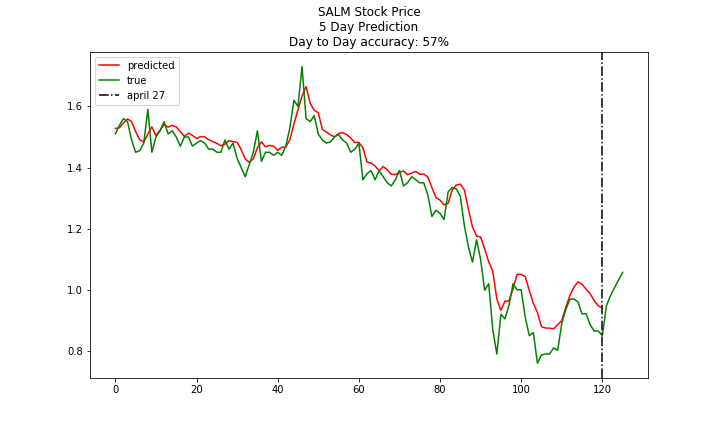 SALM Stock Price
5 Day Prediction
Day to Day accuracy: 57%
predicted
true
april 27
1.6
1.4
1.2
1.0
0.8
0 20 40 60 80 100 120